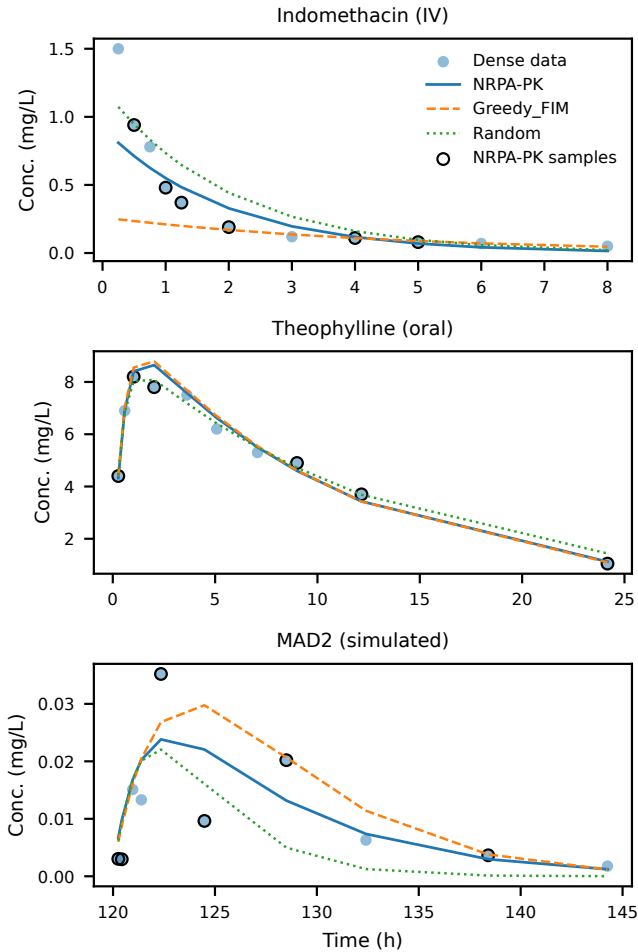 Indomethacin (IV)
Conc. (mg/L)
1.5
1.0
0.5
0.0
Dense data
NRPA-PK
Greedy_FIM
Random
NRPA-PK samples
1 2 3 4 5 6 7 8
Theophylline (oral)
Conc. (mg/L)
8
6
4
2
0 5 10 15 20 25
MAD2 (simulated)
Conc. (mg/L)
0.03
0.02
0.01
0.00
120 125 130 135 140 145
Time (h)